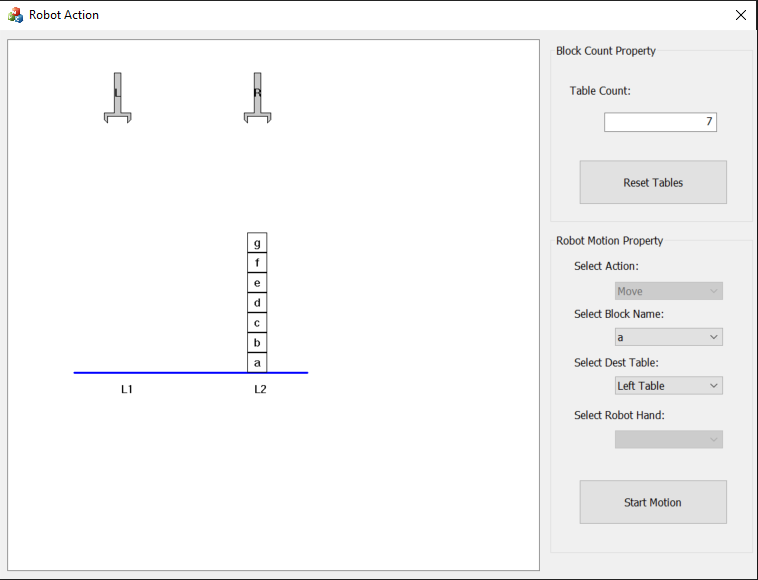 Robot Action
L
R
g
f
e
d
c
b
a
L1
L2
Block Count Property
Table Count:
7
Reset Tables
Robot Motion Property
Select Action:
Move
Select Block Name:
a
Select Dest Table:
Left Table
Select Robot Hand:
Start Motion